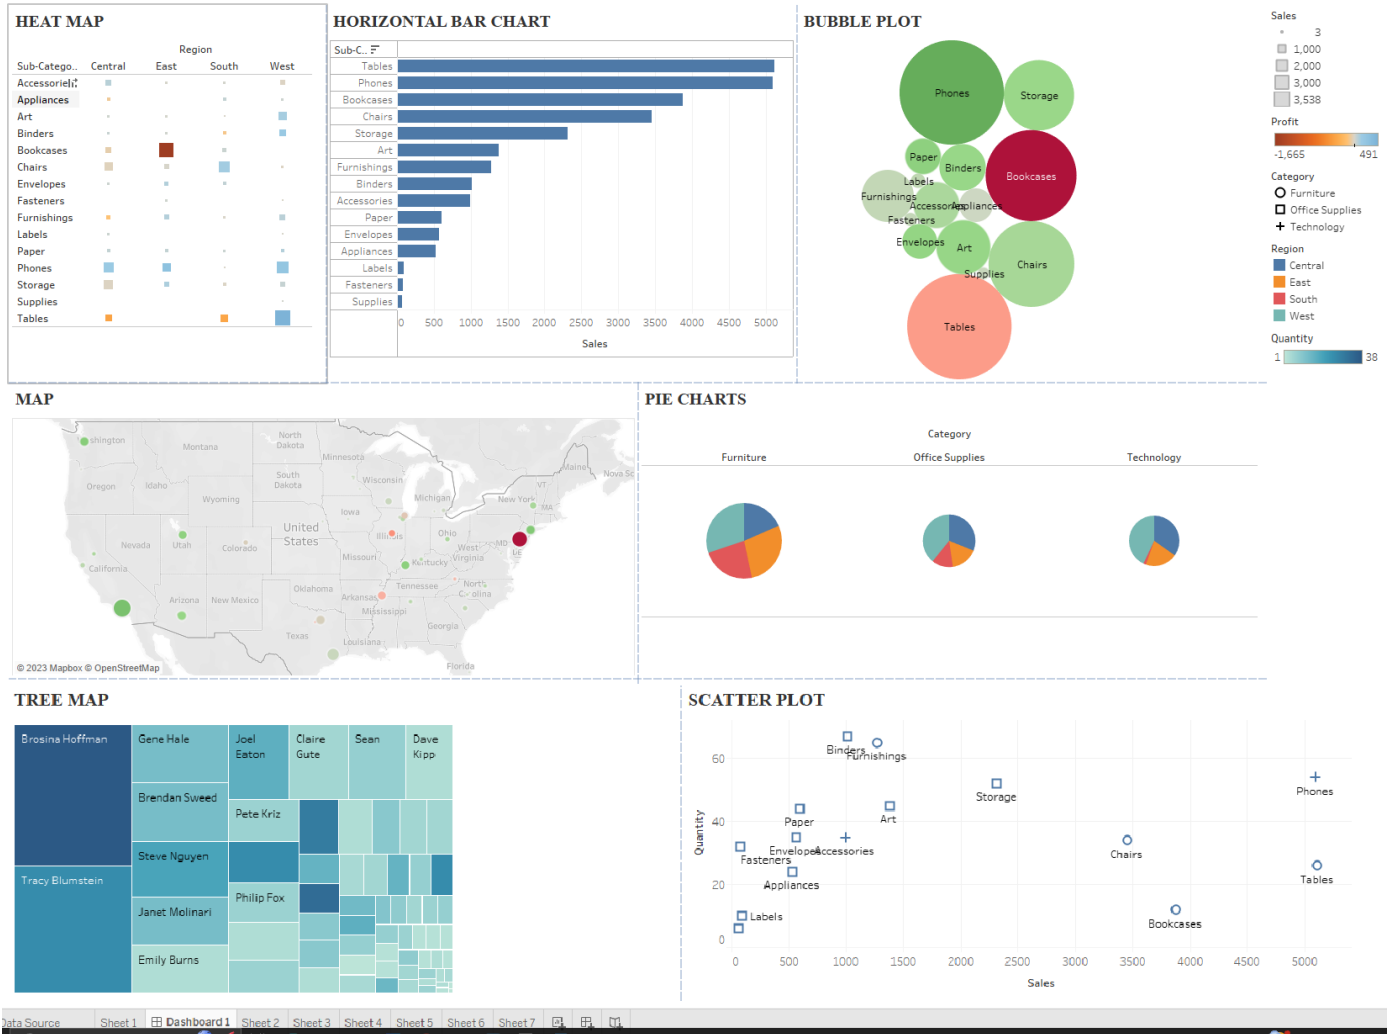 HEAT MAP
Region
Sub-Catego.. Central East South West
Accessories
Appliances
Art
Binders
Bookcases
Chairs
Envelopes
Fasteners
Furnishings
Labels
Paper
Phones
Storage
Supplies
Tables
HORIZONTAL BAR CHART
Sub-C..
Tables
Phones
Bookcases
Chairs
Storage
Art
Furnishings
Binders
Accessories
Paper
Envelopes
Appliances
Labels
Fasteners
Supplies
0 500 1000 1500 2000 2500 3000 3500 4000 4500 5000
Sales
BUBBLE PLOT
Phones
Storage
Paper
Binders
Bookcases
Labels
Furnishings
Accessories
Appliances
Fasteners
Envelopes
Art
Chairs
Supplies
Tables
Sales
3
1,000
2,000
3,000
3,538
Profit
-1,665 491
Category
Furniture
Office Supplies
Technology
Region
Central
East
South
West
Quantity
1 38
MAP
Washington
Montana
North
Dakota
Minnesota
Oregon
Idaho
Wyoming
South
Dakota
Wisconsin
Michigan
Maine
Nova Sc
VT
New York
MA
Iowa
United
States
Nevada
Utah
Colorado
Illinois
Ohio
MD
DE
West
Virginia
Missouri
Kentucky
California
Arizona
New Mexico
Oklahoma
Arkansas
Tennessee
North
Carolina
Mississippi
Georgia
Texas
Louisiana
Florida
© 2023 Mapbox © OpenStreetMap
PIE CHARTS
Category
Furniture Office Supplies Technology
TREE MAP
Brosina Hoffman
Tracy Blumstein
Gene Hale
Brendan Sweed
Steve Nguyen
Janet Molinari
Emily Burns
Joel
Eaton
Pete Kriz
Philip Fox
Claire
Gute
Sean
Dave
Kipp
SCATTER PLOT
Quantity
60
40
20
0
Binders
Furnishings
Storage
Phones
Paper
Art
Envelopes
Accessories
Fasteners
Chairs
Appliances
Tables
Labels
Bookcases
0 500 1000 1500 2000 2500 3000 3500 4000 4500 5000
Sales
Data Source Sheet 1 Dashboard 1 Sheet 2 Sheet 3 Sheet 4 Sheet 5 Sheet 6 Sheet 7